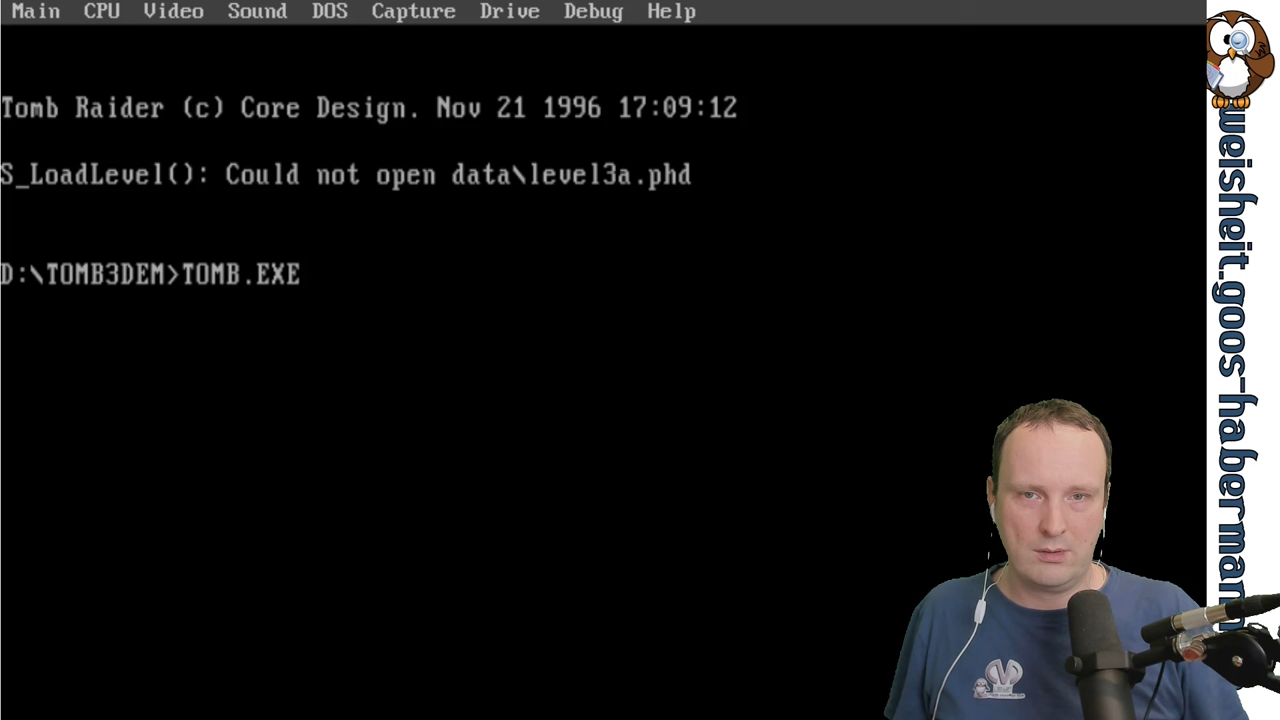 Main CPU Video Sound DOS Capture Drive Debug Help
Tomb Raider (c) Core Design. Nov 21 1996 17:09:12
S_LoadLevel(): Could not open data\level3a.phd
D:\TOMB3DEM>TOMB.EXE
weisheit.goos-habermann